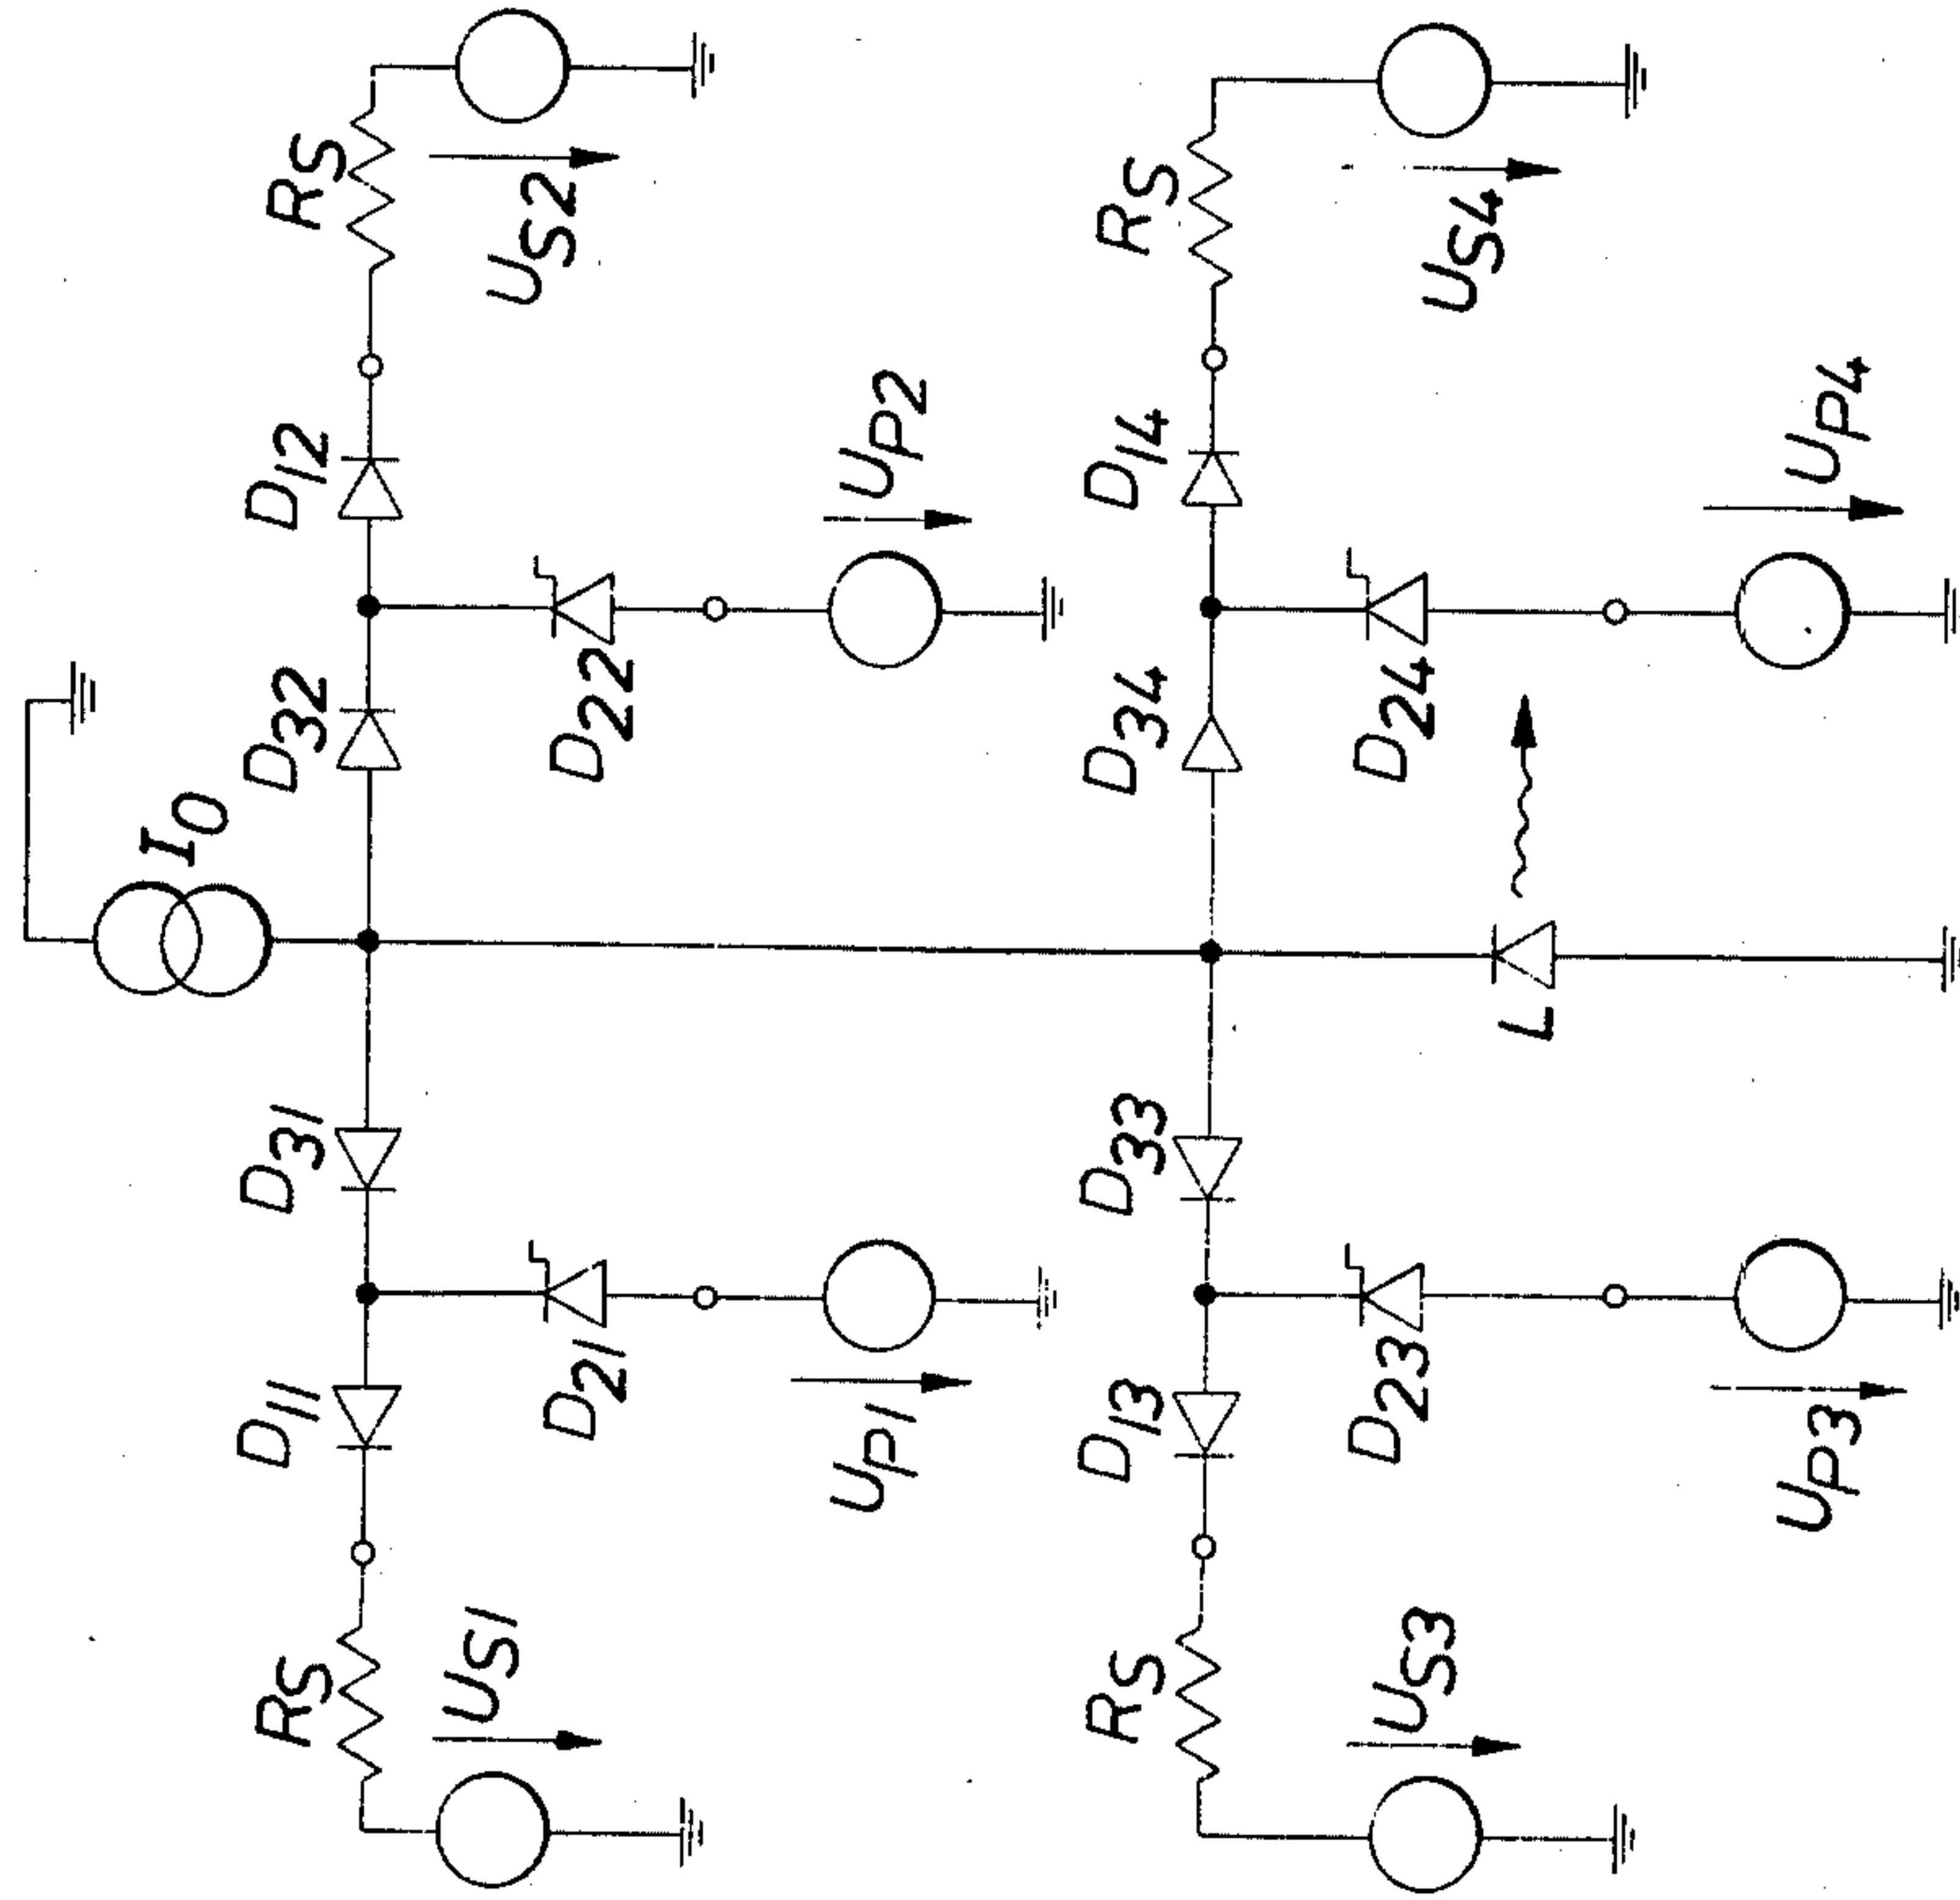 I0
RS
D11
D31
D32
D12
RS
US1
US2
D21
D22
UP1
UP2
RS
D13
D33
D34
D14
RS
US3
D23
D24
US4
L
UP3
UP4